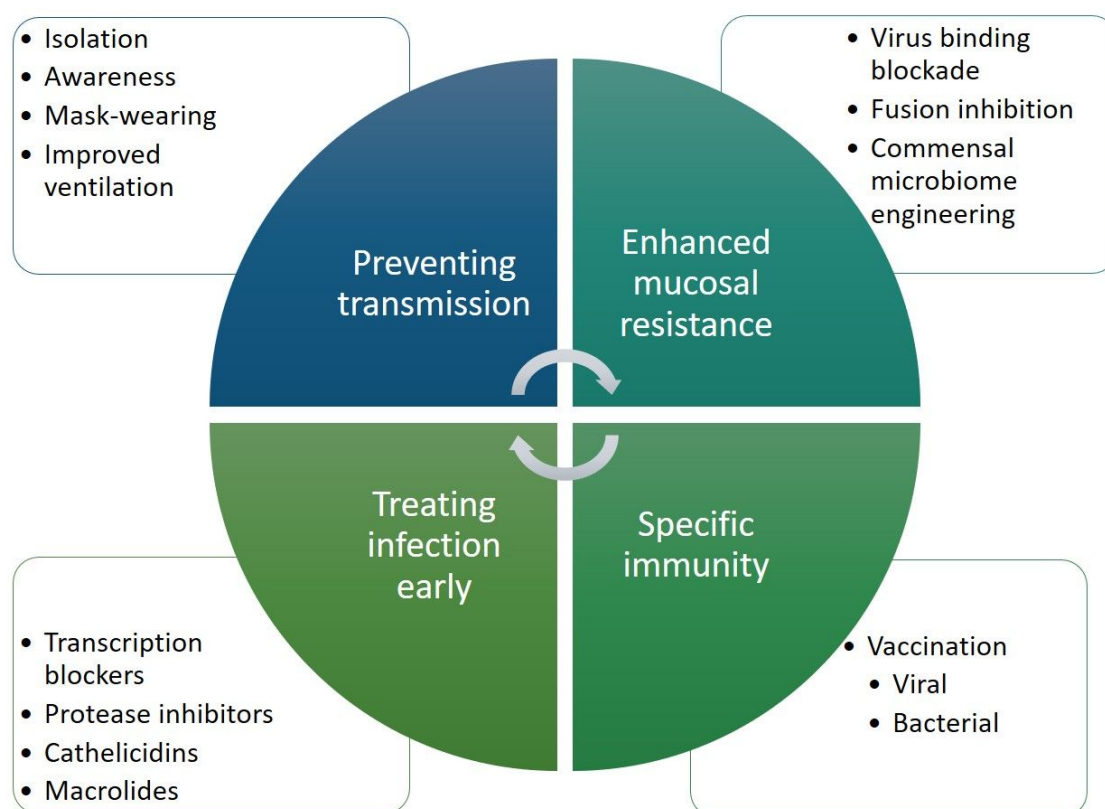 • Isolation
• Awareness
• Mask-wearing
• Improved
ventilation
• Virus binding
blockade
• Fusion inhibition
• Commensal
microbiome
engineering
Preventing
transmission
Enhanced
mucosal
resistance
Treating
infection
early
Specific
immunity
• Transcription
blockers
• Protease inhibitors
• Cathelicidins
• Macrolides
• Vaccination
• Viral
• Bacterial